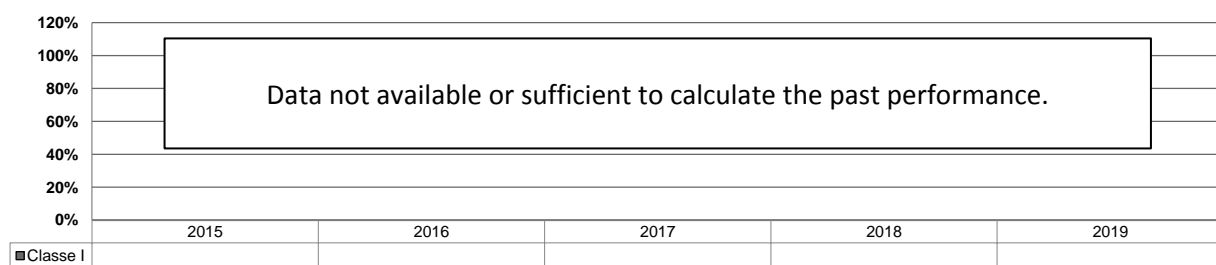 120%
100%
80%
60%
40%
20%
0%
Data not available or sufficient to calculate the past performance.
2015 2016 2017 2018 2019
Classe I